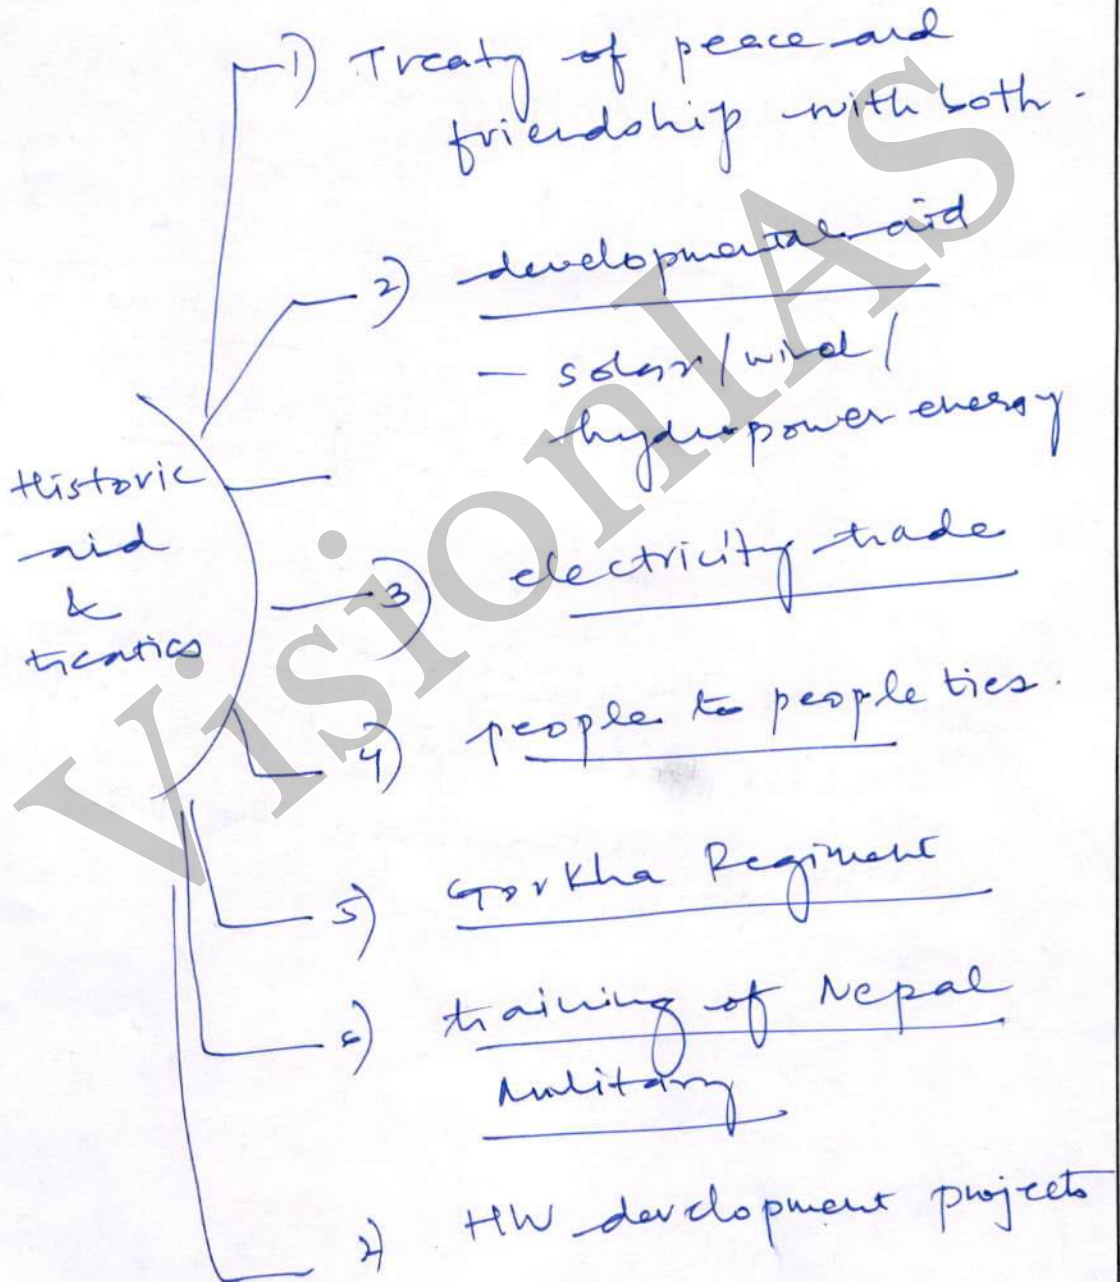 1) Treaty of peace and
friendship with both.
2) developmental aid
- solar/wind/
hydropower energy
Historic
aid
&
treaties
3) electricity trade
4) people to people ties.
5) Gorkha Regiment
6) training of Nepal
Military
7) HW development projects
VisionIAS